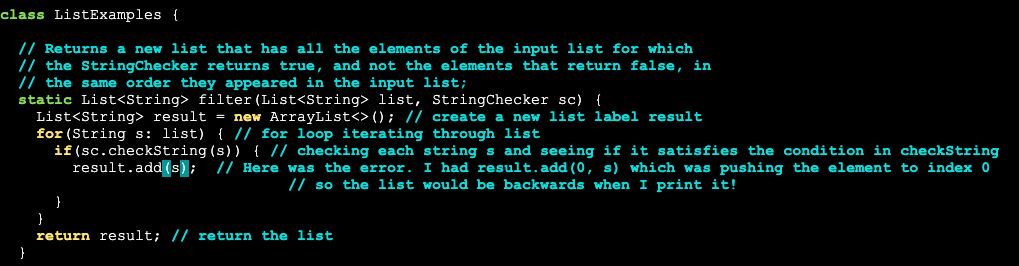 class ListExamples {

  // Returns a new list that has all the elements of the input list for which
  // the StringChecker returns true, and not the elements that return false, in
  // the same order they appeared in the input list;
  static List<String> filter(List<String> list, StringChecker sc) {
    List<String> result = new ArrayList<>(); // create a new list label result
    for(String s: list) { // for loop iterating through list
      if(sc.checkString(s)) { // checking each string s and seeing if it satisfies the condition in checkString
        result.add(s);  // Here was the error. I had result.add(0, s) which was pushing the element to index 0
                                // so the list would be backwards when I print it!
      }
    }
    return result; // return the list
  }